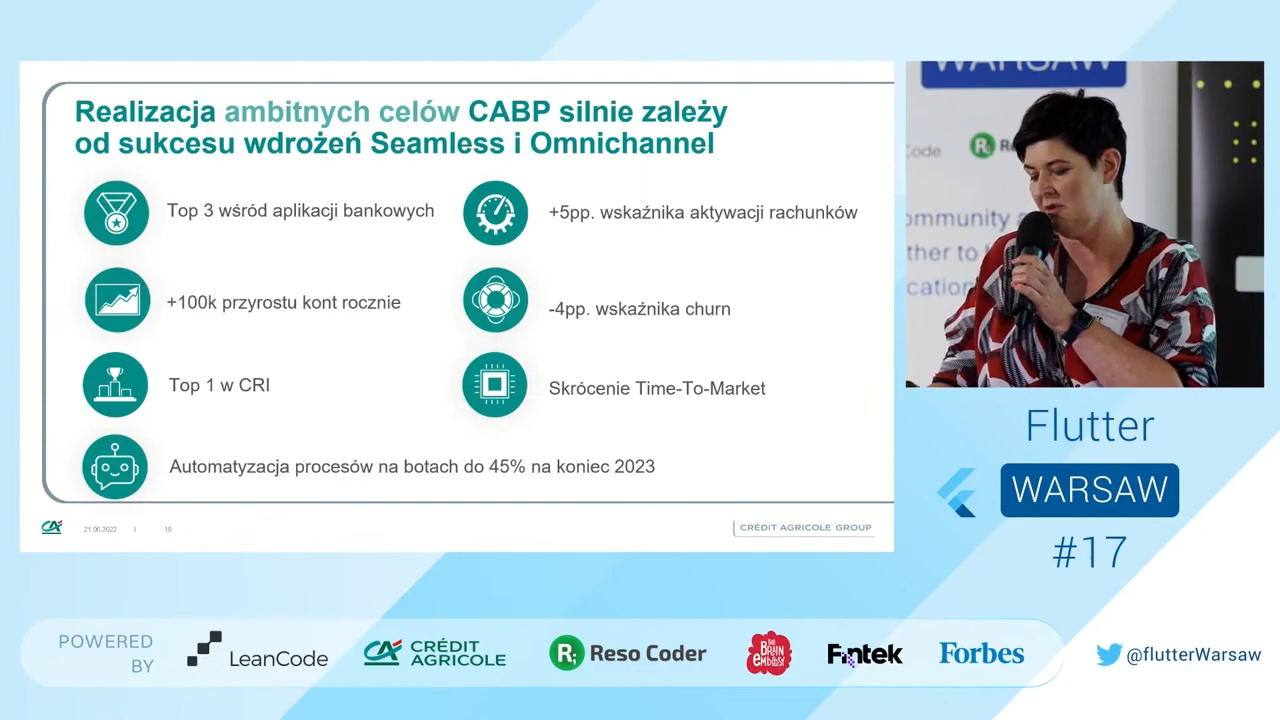 Realizacja ambitnych celów CABP silnie zależy
od sukcesu wdrożeń Seamless i Omnichannel
Top 3 wśród aplikacji bankowych
+5pp. wskaźnika aktywacji rachunków
+100k przyrostu kont rocznie
-4pp. wskaźnika churn
Top 1 w CRI
Skrócenie Time-To-Market
Automatyzacja procesów na botach do 45% na koniec 2023
21.06.2022 | 19
CRÉDIT AGRICOLE GROUP
WARSAW
Code
R;
ommunity
ther to
cation
Flutter
WARSAW
#17
POWERED
BY
LeanCode
CRÉDIT
AGRICOLE
R;
Reso Coder
THE
BRAIN
EMBASSY
Fintek
Forbes
@flutterWarsaw